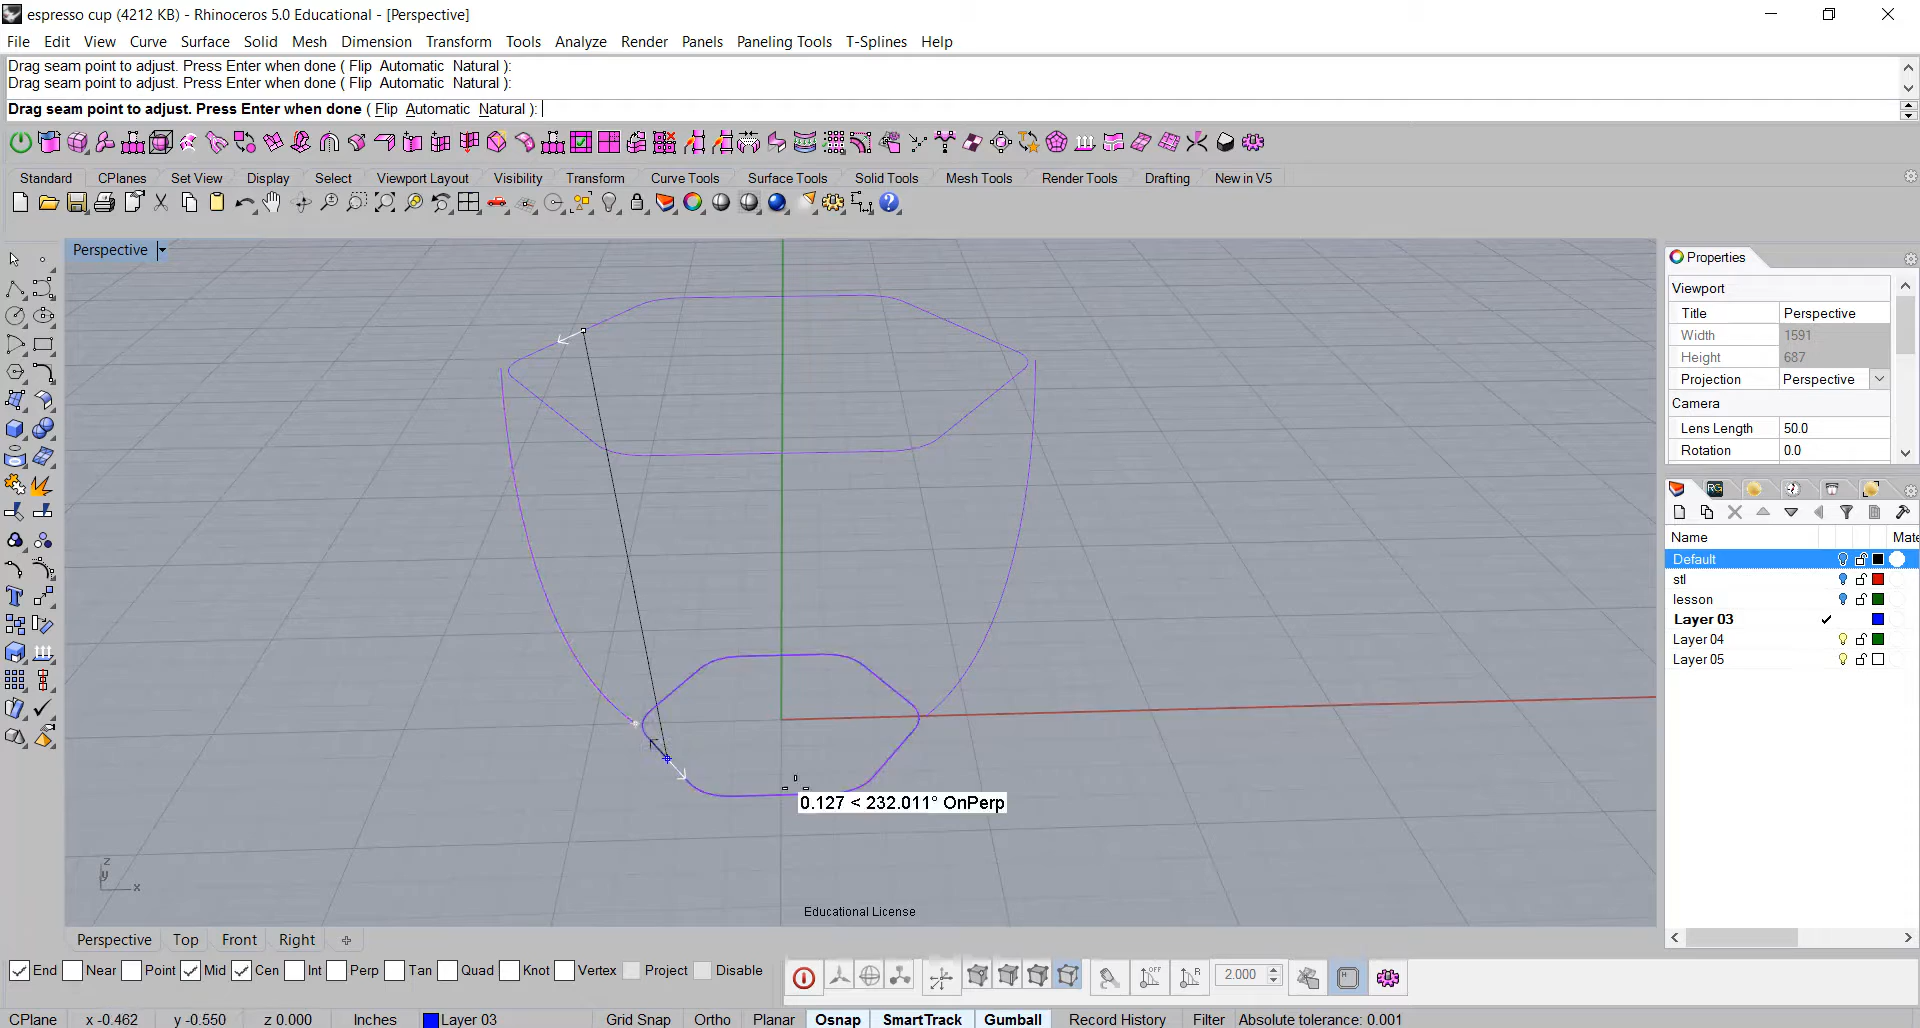 espresso cup (4212 KB) - Rhinoceros 5.0 Educational - [Perspective]
File Edit View Curve Surface Solid Mesh Dimension Transform Tools Analyze Render Panels Paneling Tools T-Splines Help
Drag seam point to adjust. Press Enter when done ( Flip Automatic Natural ):
Drag seam point to adjust. Press Enter when done ( Flip Automatic Natural ):
Drag seam point to adjust. Press Enter when done ( Flip Automatic Natural ):
Standard CPlanes Set View Display Select Viewport Layout Visibility Transform Curve Tools Surface Tools Solid Tools Mesh Tools Render Tools Drafting New in V5
Perspective
Properties
Viewport
Title Perspective
Width 1591
Height 687
Projection Perspective
Camera
Lens Length 50.0
Rotation 0.0
RG
Name Mate
Default
stl
lesson
Layer 03
Layer 04
Layer 05
0.127 < 232.011° OnPerp
z
y
x
Educational License
Perspective Top Front Right
End Near Point Mid Cen Int Perp Tan Quad Knot Vertex Project Disable
OFF R 2.000 H
CPlane x -0.462 y -0.550 z 0.000 Inches Layer 03 Grid Snap Ortho Planar Osnap SmartTrack Gumball Record History Filter Absolute tolerance: 0.001